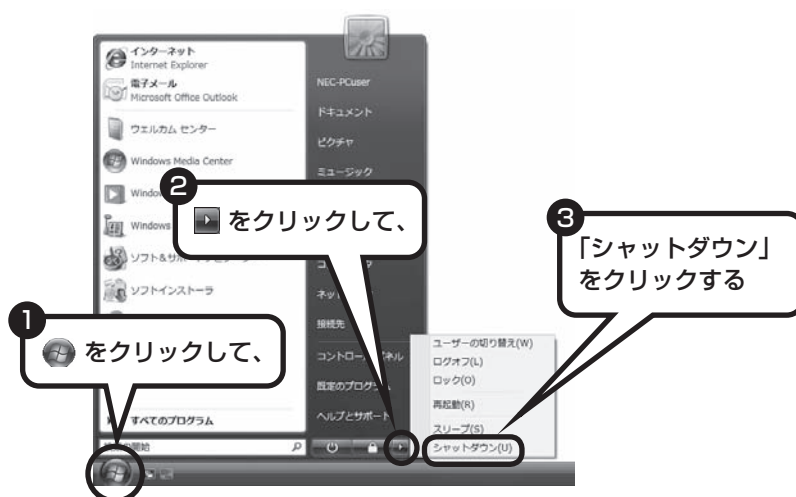 インターネット
Internet Explorer
電子メール
Microsoft Office Outlook
ウェルカム センター
Windows Media Center
Windows
ソフトインストーラ
すべてのプログラム
NEC-PCuser
ドキュメント
ピクチャ
ミュージック
接続先
ヘルプとサポート
❶
をクリックして、
❷
をクリックして、
❸
「シャットダウン」
をクリックする
ユーザーの切り替え(W)
ログオフ(L)
ロック(O)
再起動(R)
スリープ(S)
シャットダウン(U)